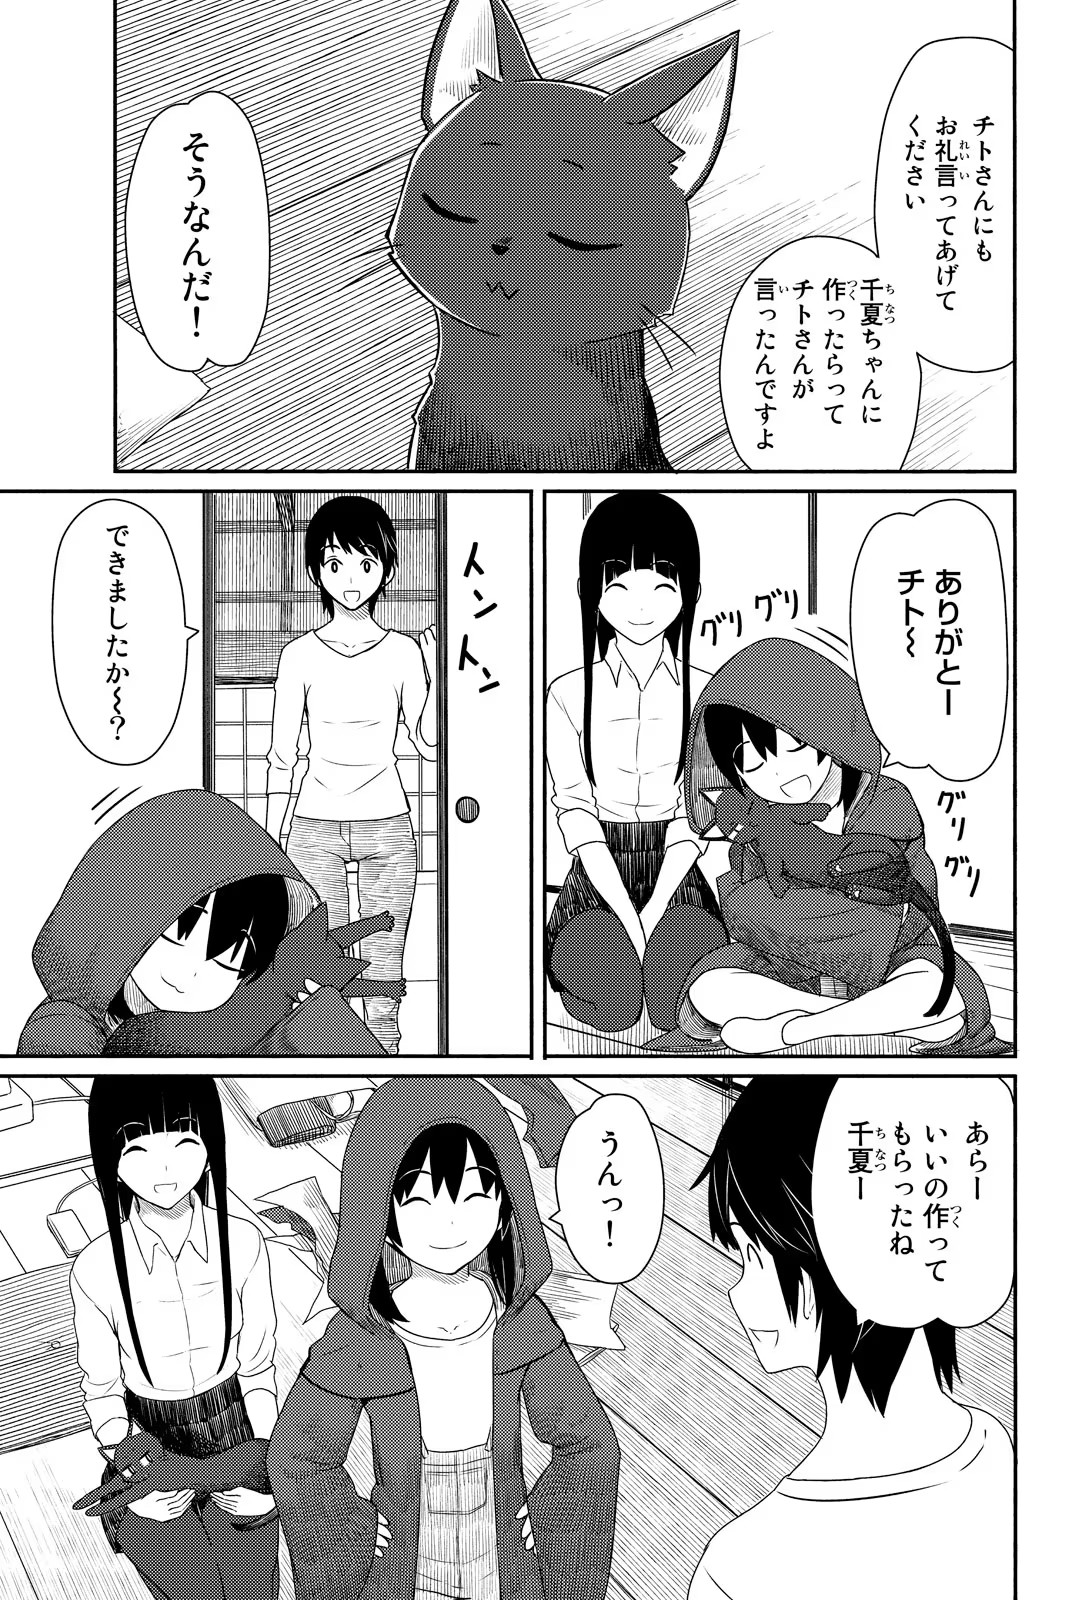 チトさんにも
お礼言ってあげて
ください
千夏ちゃんに
作ったらって
チトさんが
言ったんですよ
そうなんだ！
ありがとー
チト〜
グリグリ
グリグリ
トントン
できましたか〜？
あらー
いいの作って
もらったね
千夏ー
うんっ！